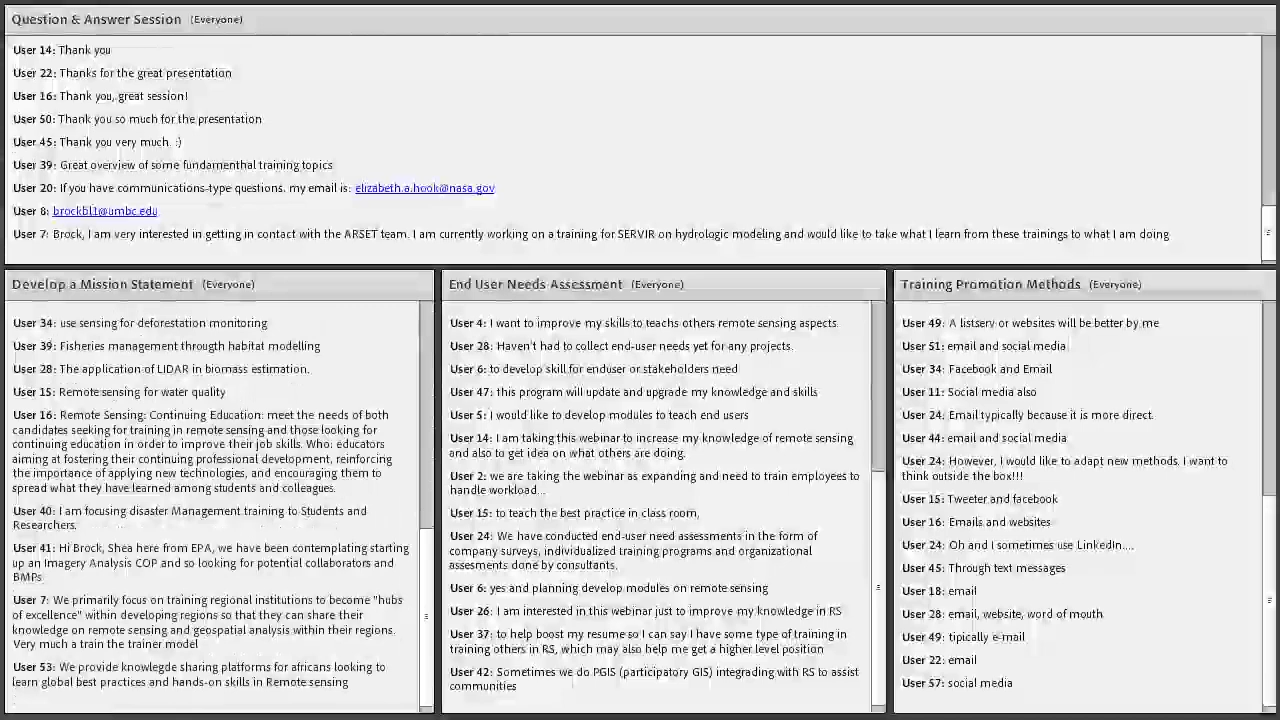 Question & Answer Session (Everyone)
User 14: Thank you
User 22: Thanks for the great presentation
User 16: Thank you, great session!
User 50: Thank you so much for the presentation
User 45: Thank you very much. :)
User 39: Great overview of some fundamenthal training topics
User 20: If you have communications-type questions. my email is: elizabeth.a.hook@nasa.gov
User 8: brockbl1@umbc.edu
User 7: Brock, I am very interested in getting in contact with the ARSET team. I am currently working on a training for SERVIR on hydrologic modeling and would like to take what I learn from these trainings to what I am doing
Develop a Mission Statement (Everyone)
User 34: use sensing for deforestation monitoring
User 39: Fisheries management througth habitat modelling
User 28: The application of LIDAR in biomass estimation.
User 15: Remote sensing for water quality
User 16: Remote Sensing: Continuing Education: meet the needs of both
candidates seeking for training in remote sensing and those looking for
continuing education in order to improve their job skills. Who: educators
aiming at fostering their continuing professional development, reinforcing
the importance of applying new technologies, and encouraging them to
spread what they have learned among students and colleagues.
User 40: I am focusing disaster Management training to Students and
Researchers.
User 41: Hi Brock, Shea here from EPA, we have been contemplating starting
up an Imagery Analysis COP and so looking for potential collaborators and
BMPs
User 7: We primarily focus on training regional institutions to become "hubs
of excellence" within developing regions so that they can share their
knowledge on remote sensing and geospatial analysis within their regions.
Very much a train the trainer model
User 53: We provide knowlegde sharing platforms for africans looking to
learn global best practices and hands-on skills in Remote sensing
End User Needs Assessment (Everyone)
User 4: I want to improve my skills to teachs others remote sensing aspects.
User 28: Haven't had to collect end-user needs yet for any projects.
User 6: to develop skill for enduser or stakeholders need
User 47: this program will update and upgrade my knowledge and skills
User 5: I would like to develop modules to teach end users
User 14: I am taking this webinar to increase my knowledge of remote sensing
and also to get idea on what others are doing.
User 2: we are taking the webinar as expanding and need to train employees to
handle workload...
User 15: to teach the best practice in class room,
User 24: We have conducted end-user need assessments in the form of
company surveys, individualized training programs and organizational
assesments done by consultants.
User 6: yes and planning develop modules on remote sensing
User 26: I am interested in this webinar just to improve my knowledge in RS
User 37: to help boost my resume so I can say I have some type of training in
training others in RS, which may also help me get a higher level position
User 42: Sometimes we do PGIS (participatory GIS) integrading with RS to assist
communities
Training Promotion Methods (Everyone)
User 49: A listserv or websites will be better by me
User 51: email and social media
User 34: Facebook and Email
User 11: Social media also
User 24: Email typically because it is more direct.
User 44: email and social media
User 24: However, I would like to adapt new methods. I want to
think outside the box!!!
User 15: Tweeter and facebook
User 16: Emails and websites
User 24: Oh and I sometimes use LinkedIn....
User 45: Through text messages
User 18: email
User 28: email, website, word of mouth
User 49: tipically e-mail
User 22: email
User 57: social media